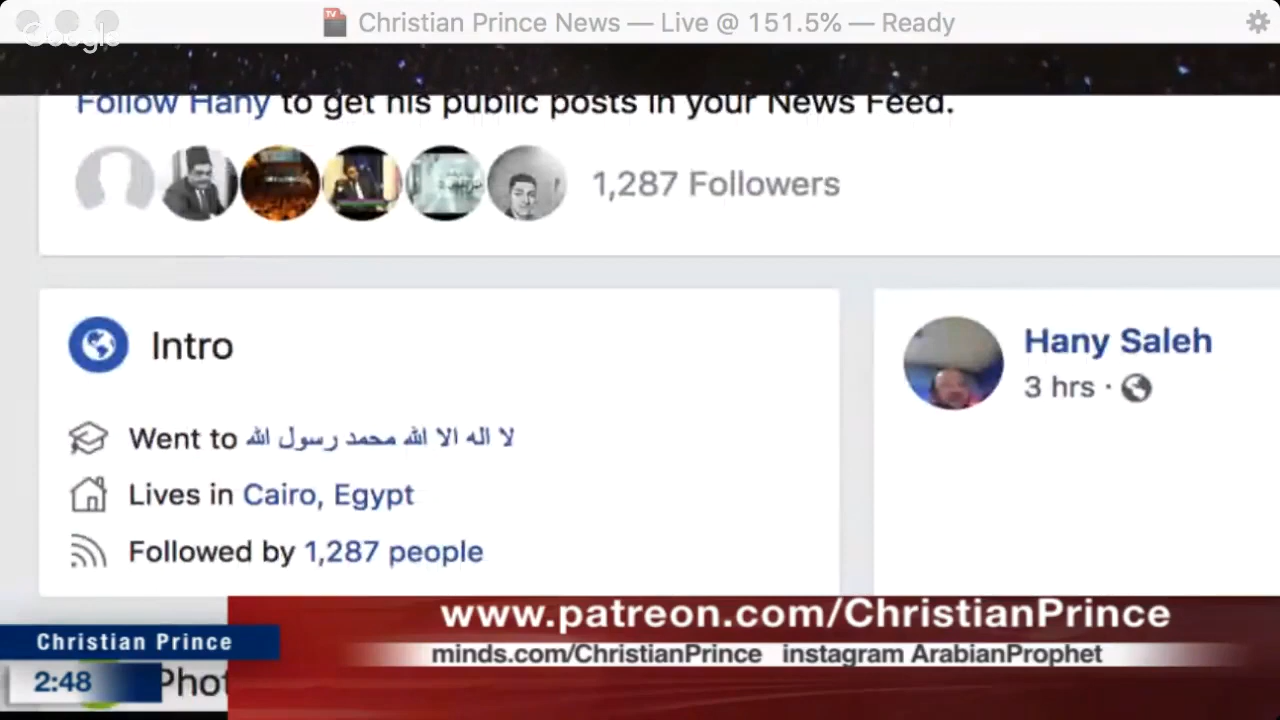 Christian Prince News — Live @ 151.5% — Ready
Google
Follow Hany to get his public posts in your News Feed.
1,287 Followers
Intro
Went to لا اله الا الله محمد رسول الله
Lives in Cairo, Egypt
Followed by 1,287 people
Hany Saleh
3 hrs ·
www.patreon.com/ChristianPrince
minds.com/ChristianPrince instagram ArabianProphet
Christian Prince
2:48
Phot